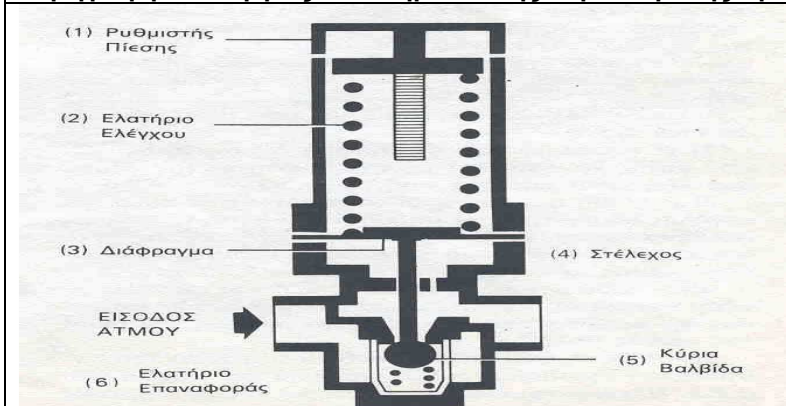 (1) Ρυθμιστής
Πίεσης
(2) Ελατήριο
Ελέγχου
(3) Διάφραγμα
(4) Στέλεχος
ΕΙΣΟΔΟΣ
ΑΤΜΟΥ
(5) Κύρια
Βαλβίδα
(6) Ελατήριο
Επαναφοράς